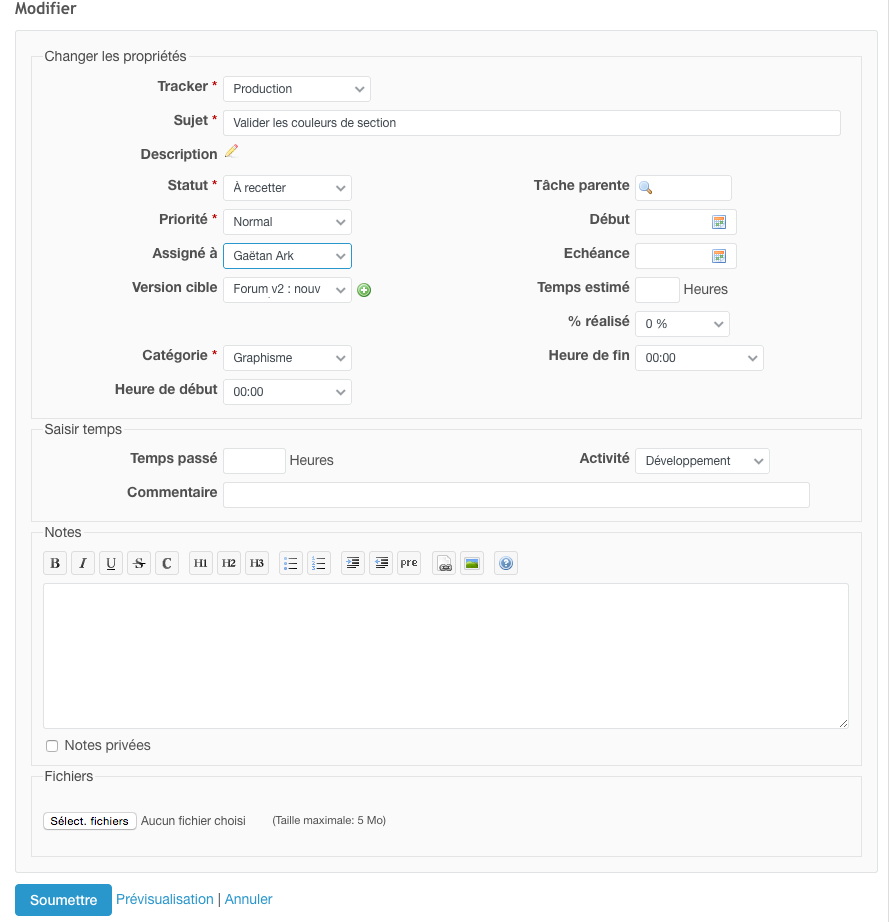 Modifier
Changer les propriétés
Tracker * Production
Sujet * Valider les couleurs de section
Description
Statut * À recetter Tâche parente
Priorité * Normal Début
Assigné à Gaëtan Ark Echéance
Version cible Forum v2 : nouv Temps estimé Heures
% réalisé 0 %
Catégorie * Graphisme Heure de fin 00:00
Heure de début 00:00
Saisir temps
Temps passé Heures Activité Développement
Commentaire
Notes
B I U S C H1 H2 H3 pre
Notes privées
Fichiers
Sélect. fichiers Aucun fichier choisi (Taille maximale: 5 Mo)
Soumettre Prévisualisation | Annuler